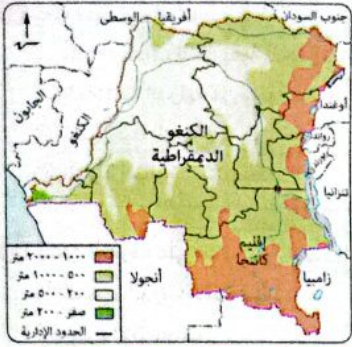 جنوب السودان
أفريقيا الوسطى
أوغندا
الجابون
الكنغو
الكنغو
الديمقراطية
رواندا
تنزانيا
إقليم
كاتنجا
أنجولا
زامبيا
١٠٠٠ - ٢٠٠٠ متر
٥٠٠ - ١٠٠٠ متر
٢٠٠ - ٥٠٠ متر
صفر - ٢٠٠ متر
الحدود الإدارية